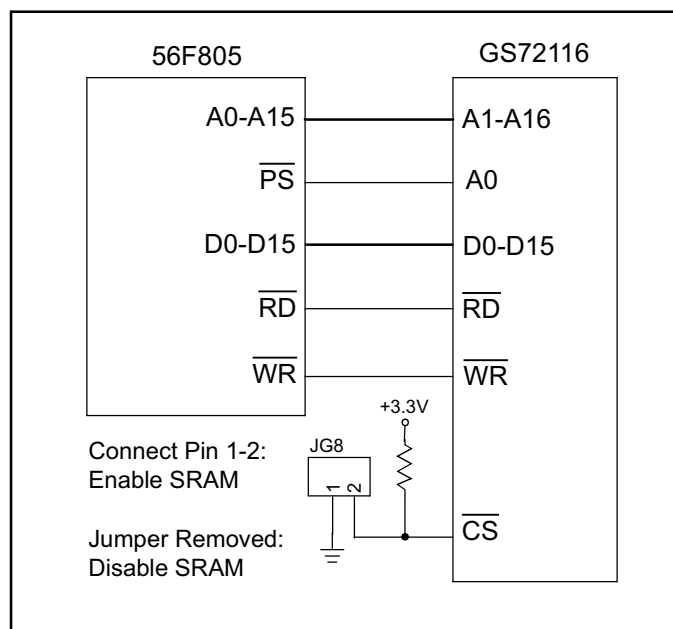 56F805
GS72116
A0-A15
A1-A16
PS
A0
D0-D15
D0-D15
RD
RD
WR
WR
+3.3V
Connect Pin 1-2:
Enable SRAM
JG8
1
2
Jumper Removed:
Disable SRAM
CS